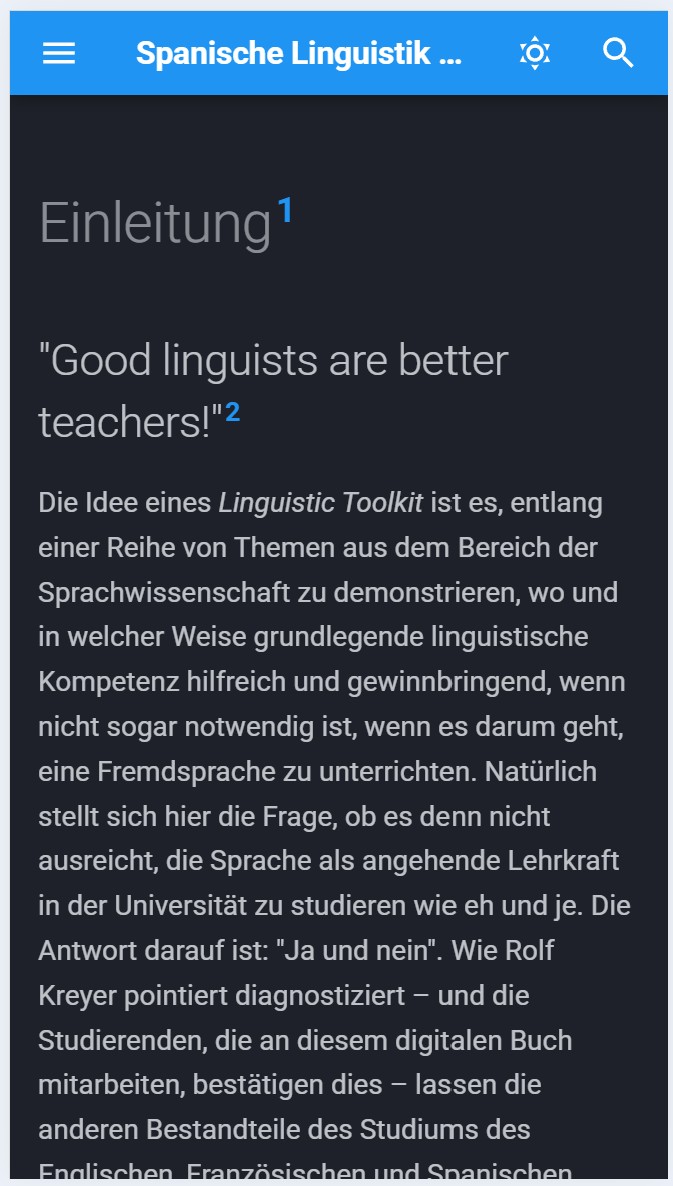 Spanische Linguistik ...
Einleitung1
"Good linguists are better
teachers!"2
Die Idee eines Linguistic Toolkit ist es, entlang
einer Reihe von Themen aus dem Bereich der
Sprachwissenschaft zu demonstrieren, wo und
in welcher Weise grundlegende linguistische
Kompetenz hilfreich und gewinnbringend, wenn
nicht sogar notwendig ist, wenn es darum geht,
eine Fremdsprache zu unterrichten. Natürlich
stellt sich hier die Frage, ob es denn nicht
ausreicht, die Sprache als angehende Lehrkraft
in der Universität zu studieren wie eh und je. Die
Antwort darauf ist: "Ja und nein". Wie Rolf
Kreyer pointiert diagnostiziert – und die
Studierenden, die an diesem digitalen Buch
mitarbeiten, bestätigen dies – lassen die
anderen Bestandteile des Studiums des
Englischen, Französischen und Spanischen